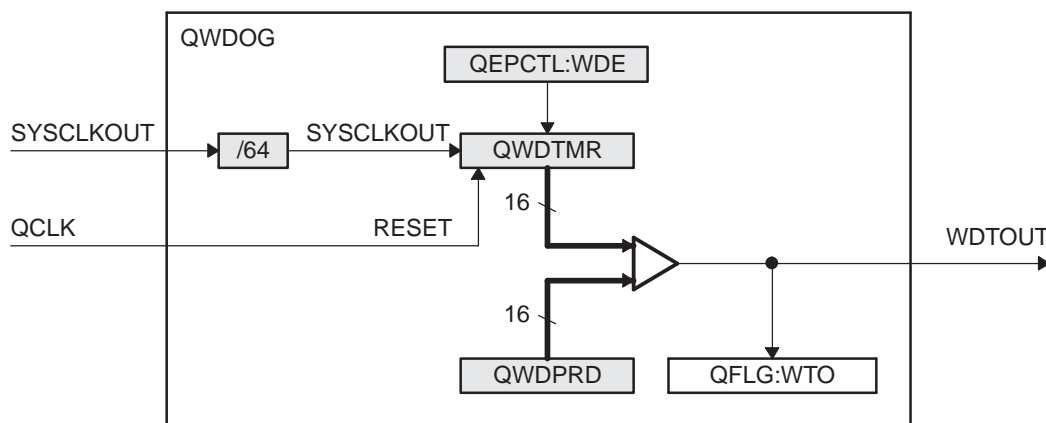 QWDOG
QEPCTL:WDE
SYSCLKOUT
/64
SYSCLKOUT
QWDTMR
16
QCLK
RESET
WDTOUT
16
QWDPRD
QFLG:WTO